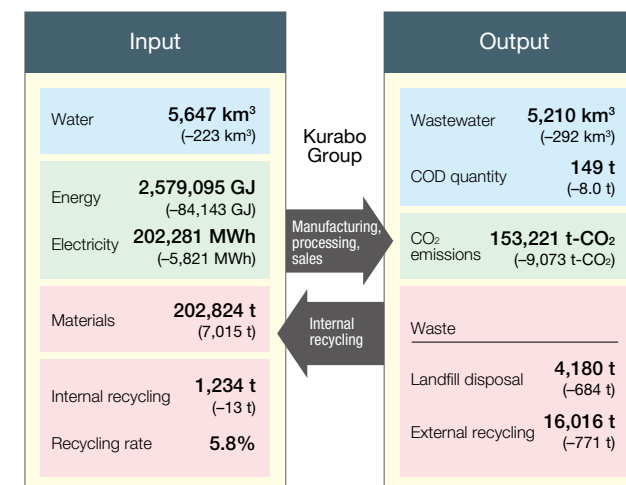 Input
Water 5,647 km³
(–223 km³)
Energy 2,579,095 GJ
(–84,143 GJ)
Electricity 202,281 MWh
(–5,821 MWh)
Materials 202,824 t
(7,015 t)
Internal recycling 1,234 t
(–13 t)
Recycling rate 5.8%
Kurabo
Group
Manufacturing,
processing,
sales
Internal
recycling
Output
Wastewater 5,210 km³
(–292 km³)
COD quantity 149 t
(–8.0 t)
CO₂
emissions 153,221 t-CO₂
(–9,073 t-CO₂)
Waste
Landfill disposal 4,180 t
(–684 t)
External recycling 16,016 t
(–771 t)